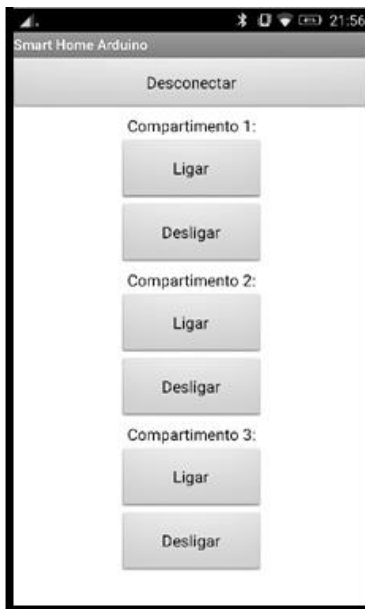 21:56
Smart Home Arduino
Desconectar
Compartimento 1:
Ligar
Desligar
Compartimento 2:
Ligar
Desligar
Compartimento 3:
Ligar
Desligar